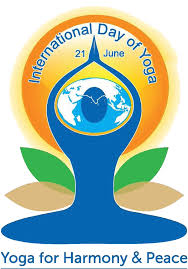 International Day of Yoga
21 June
Yoga for Harmony & Peace